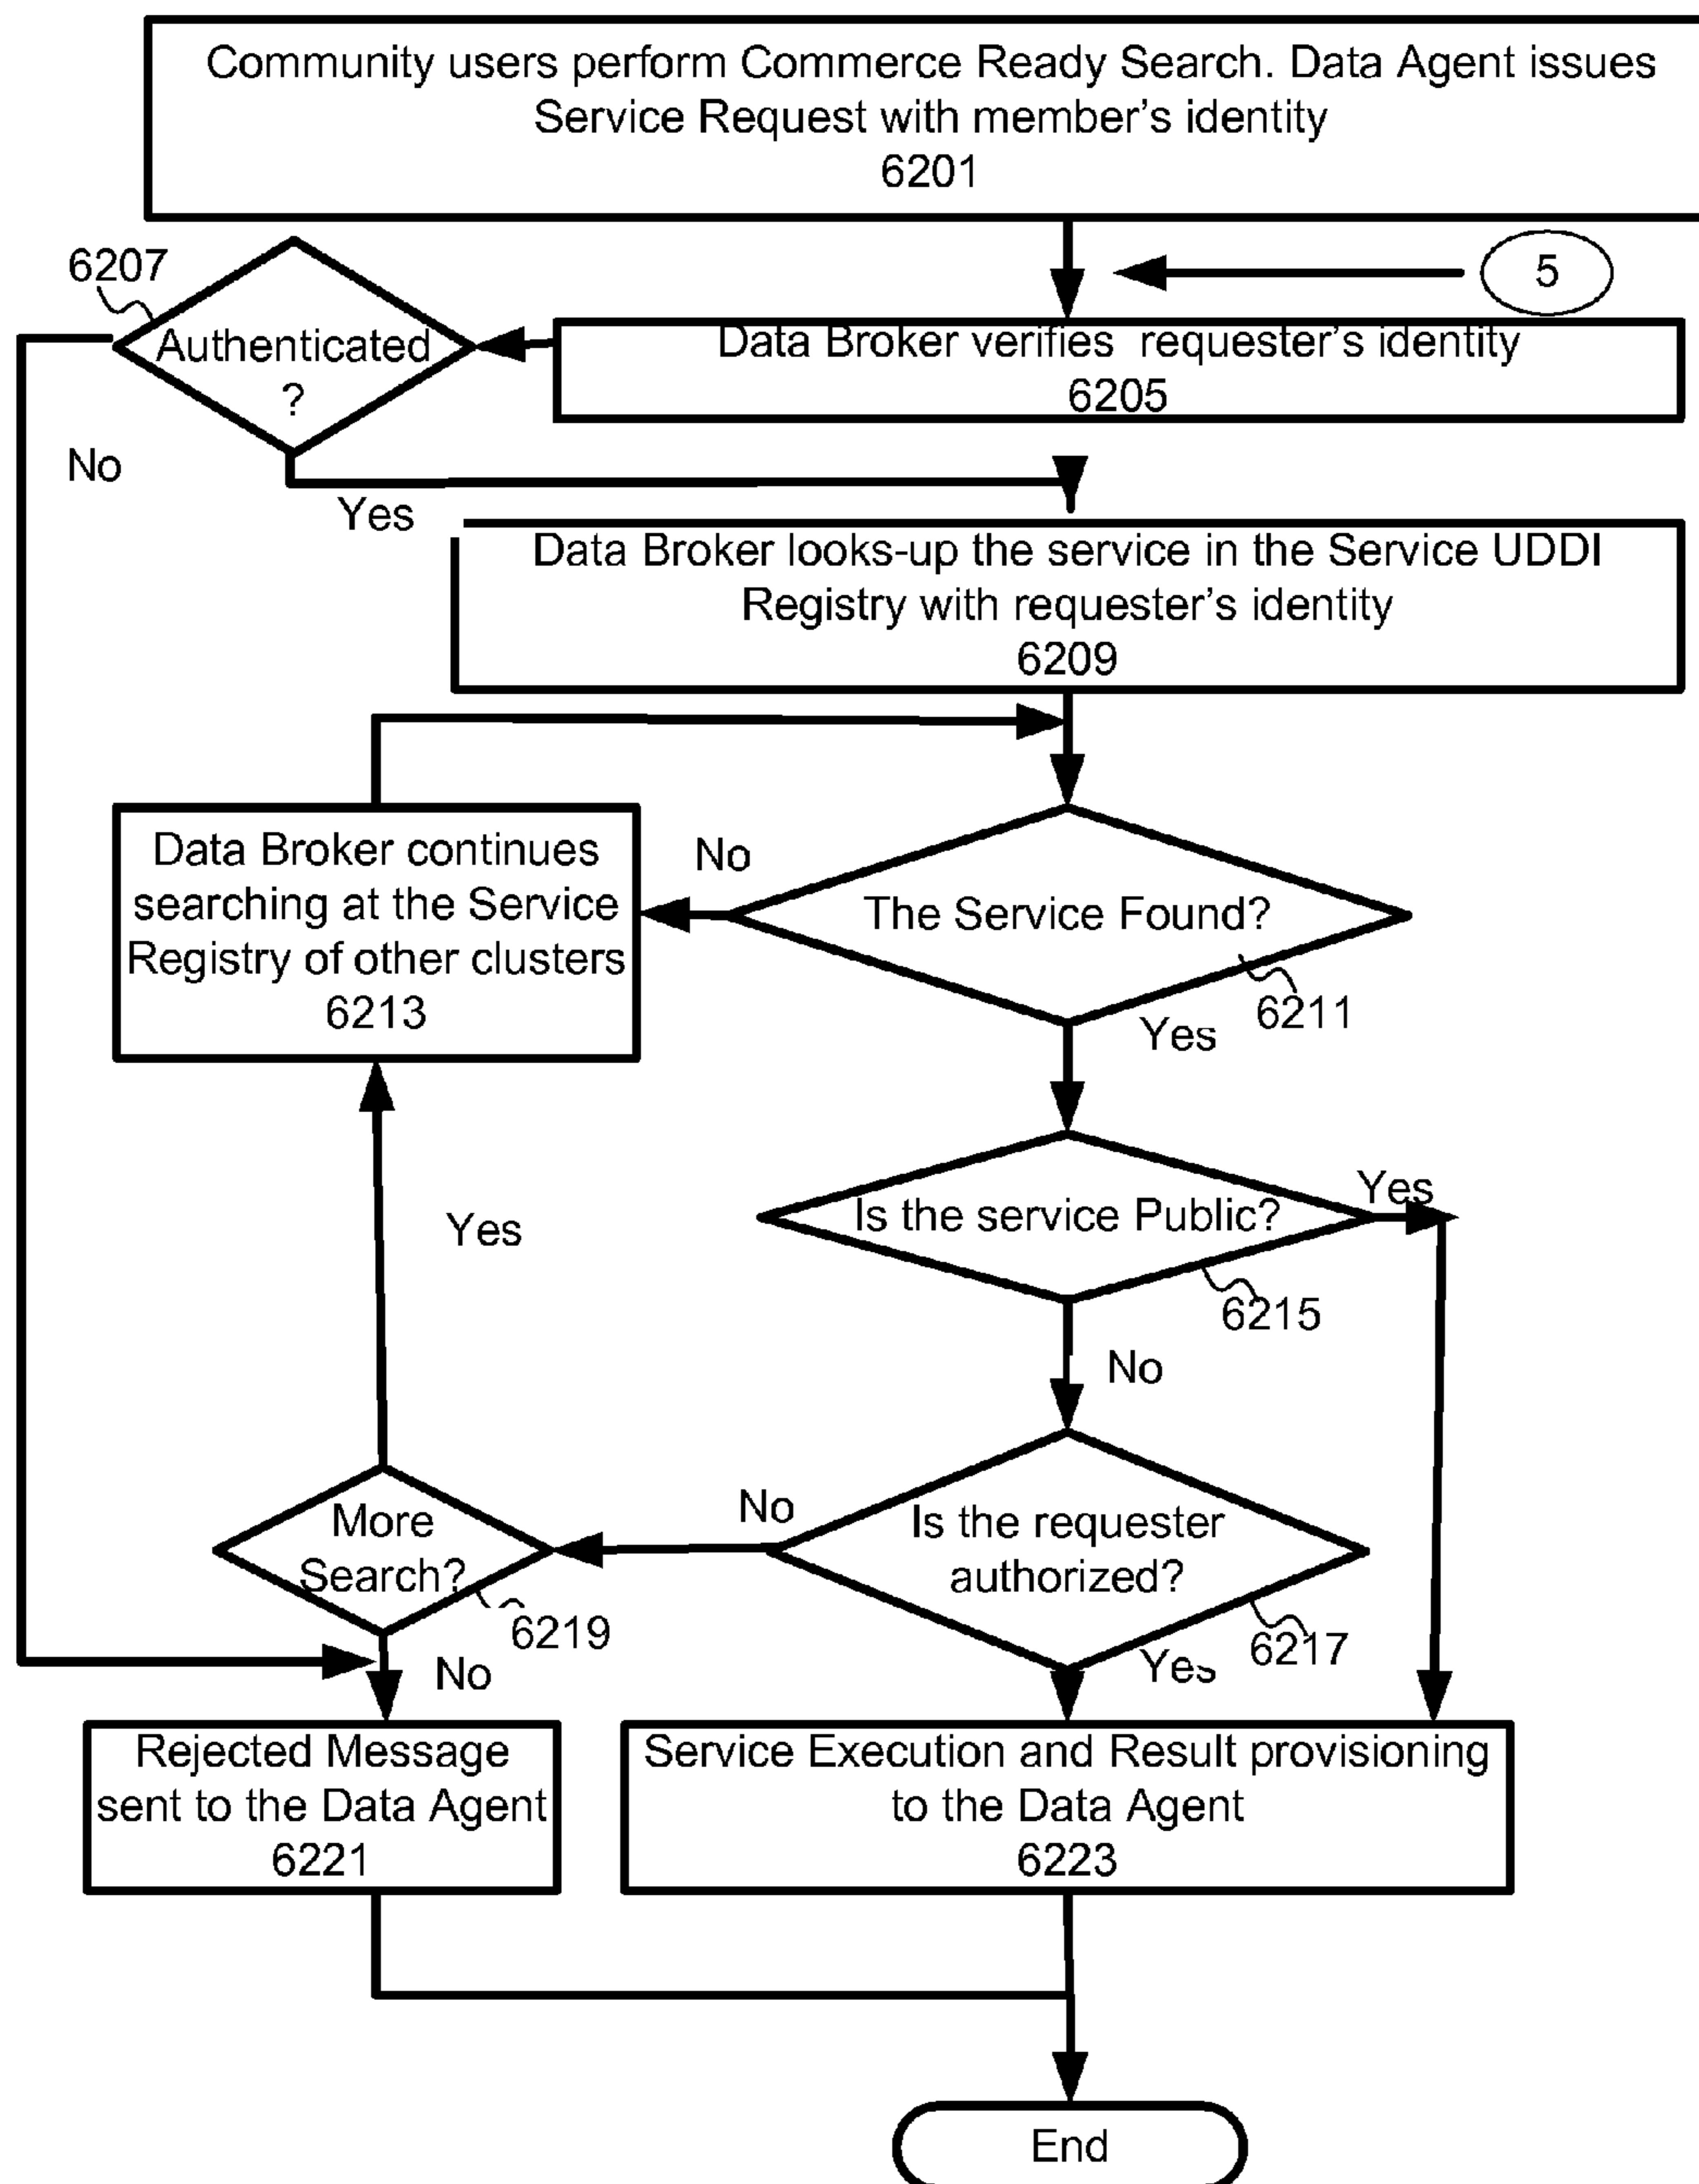 Community users perform Commerce Ready Search. Data Agent issues
Service Request with member's identity
6201
5
6207
Authenticated
?
Data Broker verifies requester's identity
6205
No
Yes
Data Broker looks-up the service in the Service UDDI
Registry with requester's identity
6209
Data Broker continues
searching at the Service
Registry of other clusters
6213
No
The Service Found?
6211
Yes
Is the service Public?
Yes
6215
Yes
No
More
Search?
6219
No
Is the requester
authorized?
6217
No
Yes
Rejected Message
sent to the Data Agent
6221
Service Execution and Result provisioning
to the Data Agent
6223
End